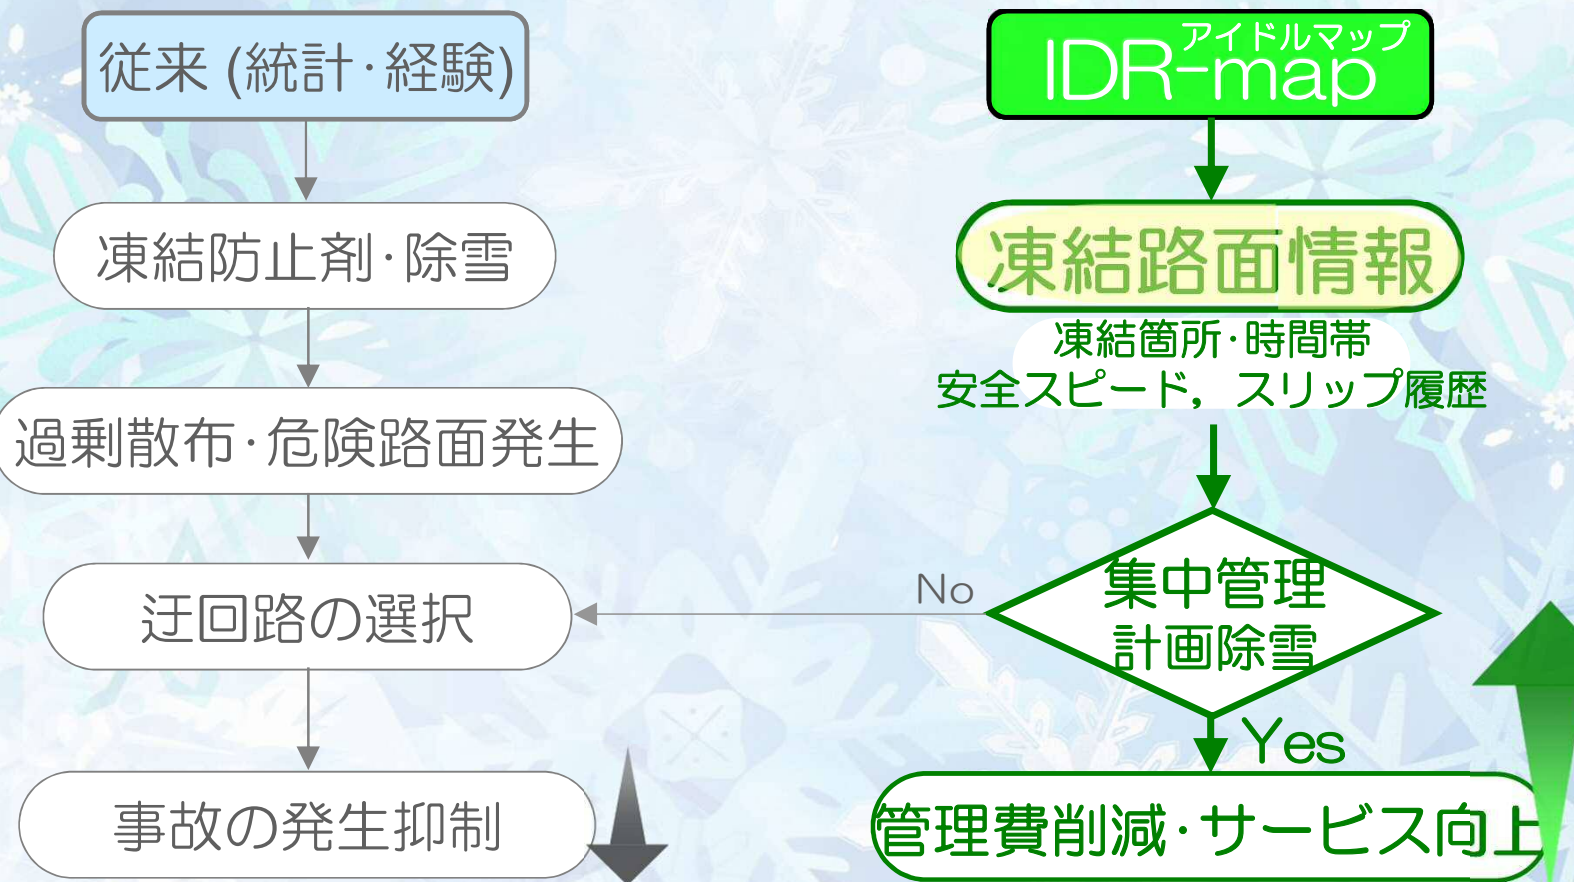 従来 (統計·経験)
凍結防止剤·除雪
過剰散布·危険路面発生
迂回路の選択
事故の発生抑制
アイドルマップ
IDR-map
凍結路面情報
凍結箇所·時間帯
安全スピード，スリップ履歴
集中管理
計画除雪
No
Yes
管理費削減·サービス向上